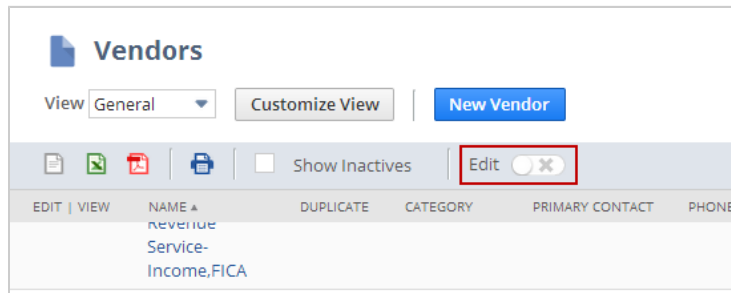 Vendors
View General Customize View New Vendor
Show Inactives Edit
EDIT | VIEW NAME DUPLICATE CATEGORY PRIMARY CONTACT PHONE
Revenue
Service-
Income,FICA